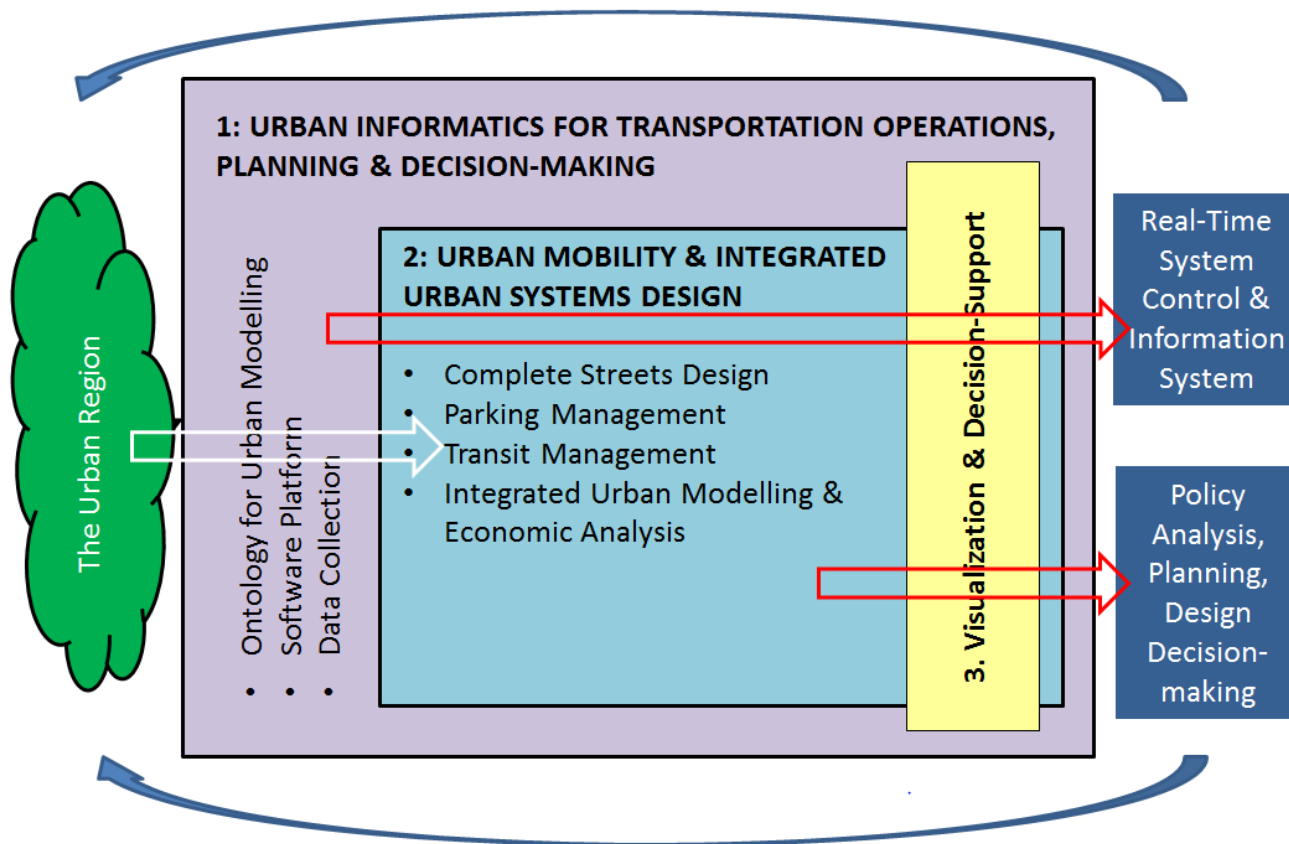 1: URBAN INFORMATICS FOR TRANSPORTATION OPERATIONS,
PLANNING & DECISION-MAKING
The Urban Region
• Ontology for Urban Modelling
• Software Platform
• Data Collection
2: URBAN MOBILITY & INTEGRATED
URBAN SYSTEMS DESIGN
• Complete Streets Design
• Parking Management
• Transit Management
• Integrated Urban Modelling &
Economic Analysis
3. Visualization & Decision-Support
Real-Time
System
Control &
Information
System
Policy
Analysis,
Planning,
Design
Decision-
making